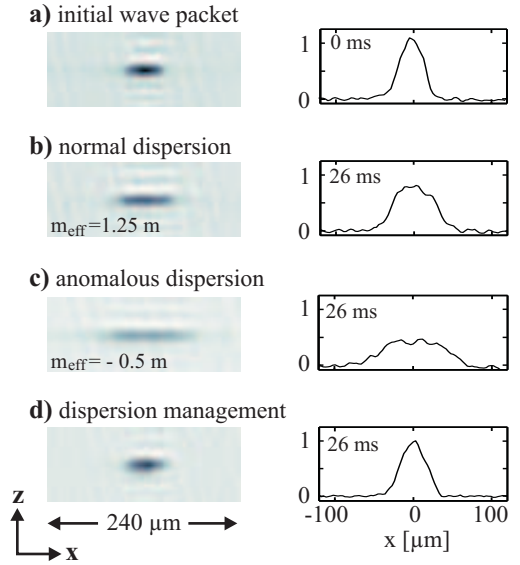 a) initial wave packet
1
0
0 ms
b) normal dispersion
m_eff=1.25 m
1
0
26 ms
c) anomalous dispersion
m_eff= - 0.5 m
1
0
26 ms
d) dispersion management
1
0
26 ms
-100 0 100
x [µm]
z
x
240 µm